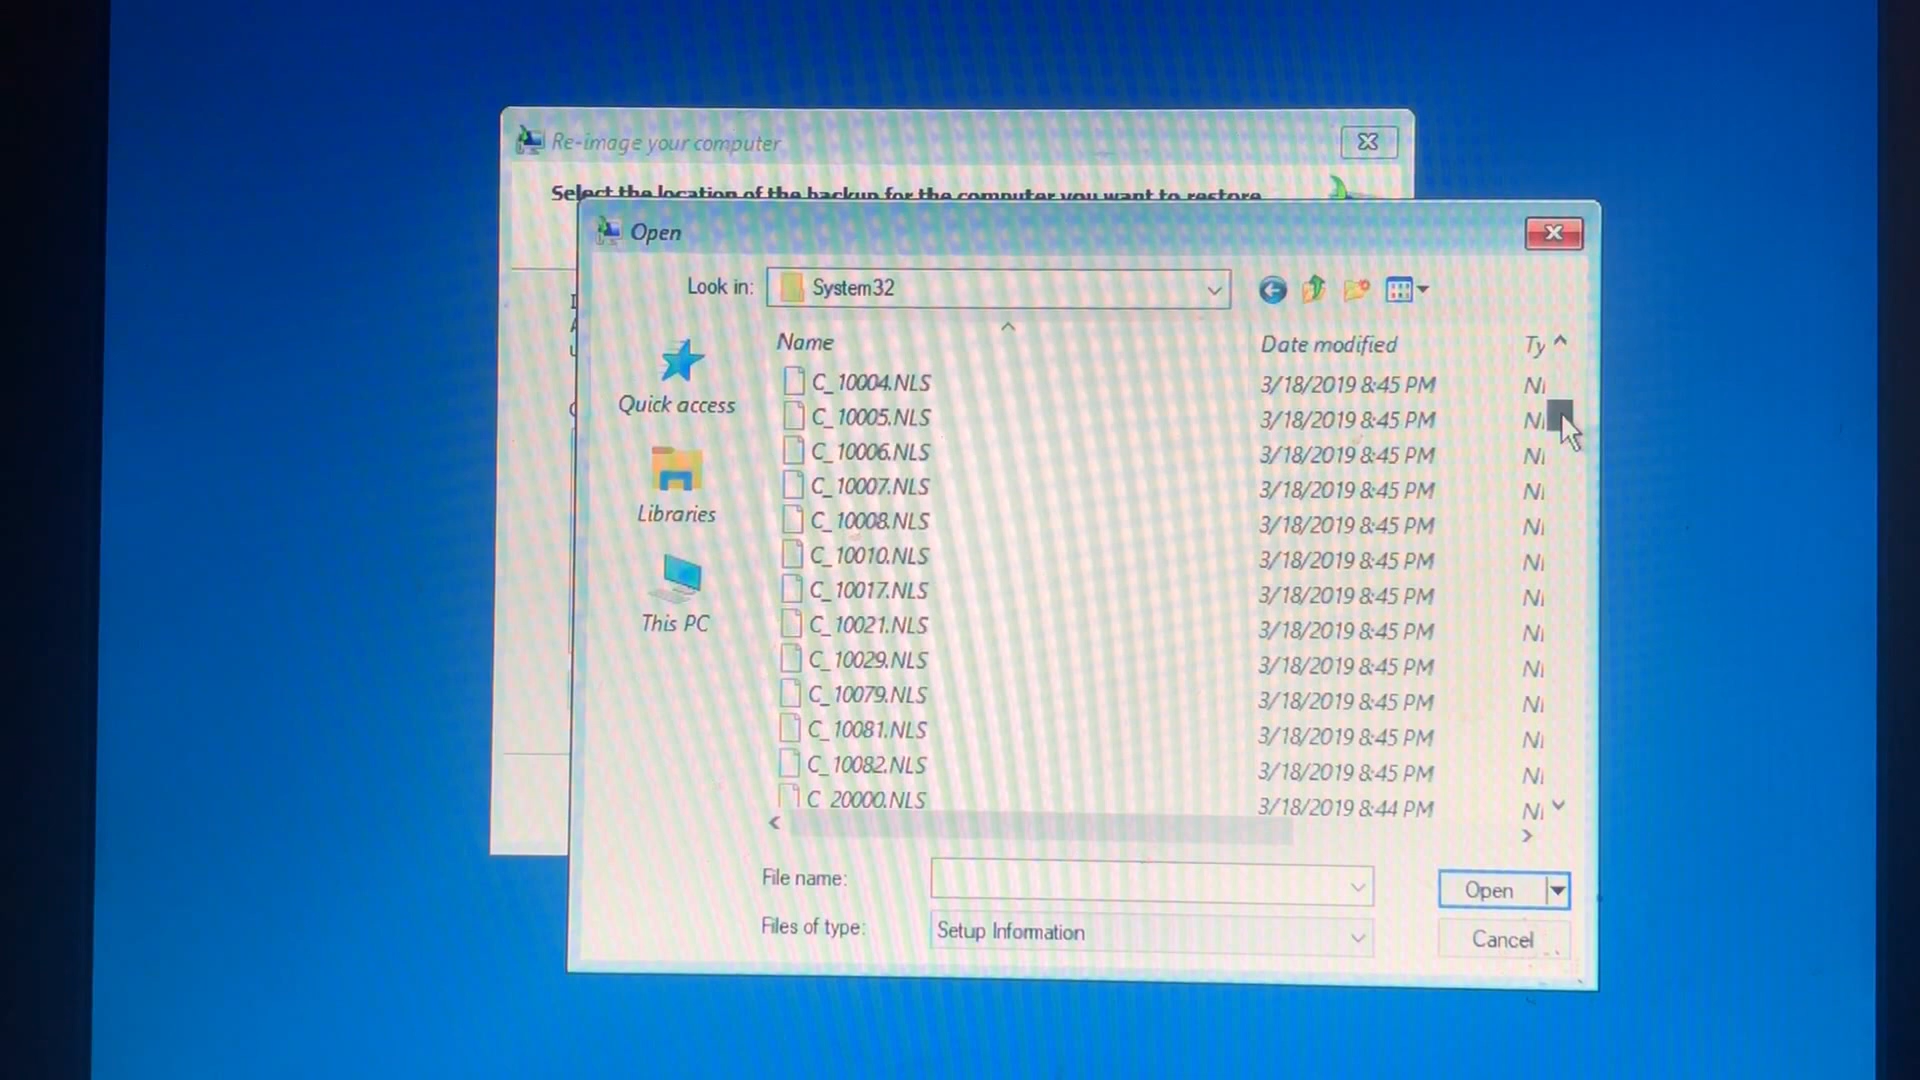 Re-image your computer
Select the location of the backup for the computer you want to restore
Open
Look in: System32
Name Date modified Ty
C_10004.NLS 3/18/2019 8:45 PM
C_10005.NLS 3/18/2019 8:45 PM
C_10006.NLS 3/18/2019 8:45 PM
C_10007.NLS 3/18/2019 8:45 PM
C_10008.NLS 3/18/2019 8:45 PM
C_10010.NLS 3/18/2019 8:45 PM
C_10017.NLS 3/18/2019 8:45 PM
C_10021.NLS 3/18/2019 8:45 PM
C_10029.NLS 3/18/2019 8:45 PM
C_10079.NLS 3/18/2019 8:45 PM
C_10081.NLS 3/18/2019 8:45 PM
C_10082.NLS 3/18/2019 8:45 PM
C_20000.NLS 3/18/2019 8:44 PM
Quick access
Libraries
This PC
File name:
Open
Files of type: Setup Information
Cancel